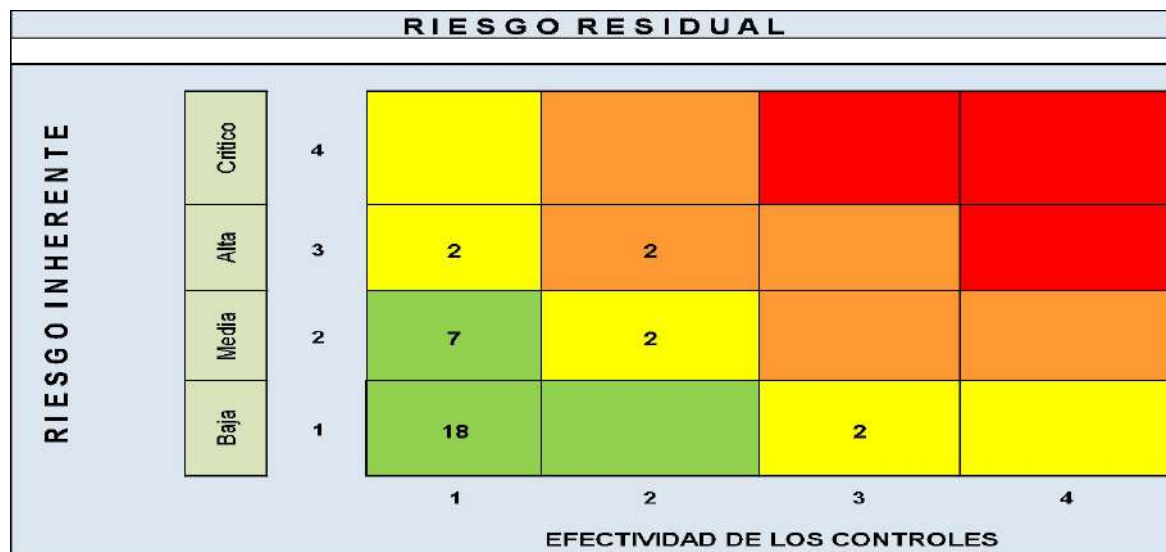 RIESGO RESIDUAL
RIESGO INHERENTE
Critico 4
Alta 3 2 2
Media 2 7 2
Baja 1 18 2
1 2 3 4
EFECTIVIDAD DE LOS CONTROLES